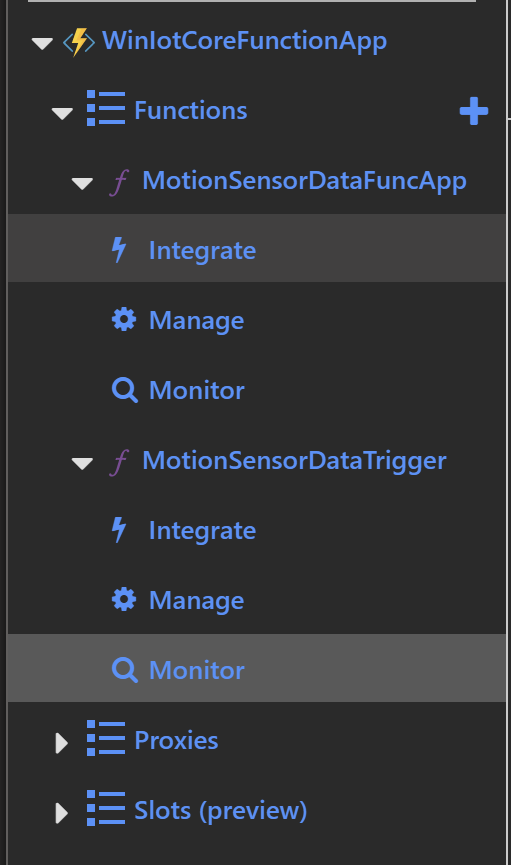 WinIotCoreFunctionApp
Functions
MotionSensorDataFuncApp
Integrate
Manage
Monitor
MotionSensorDataTrigger
Integrate
Manage
Monitor
Proxies
Slots (preview)